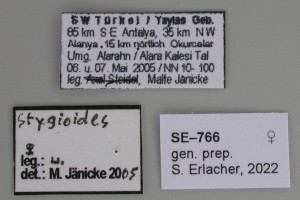 SW Türkei / Yaylas Geb.
85 km SE Antalya, 35 km NW
Alanya, 15 km nörtlich Okurcalar
Umg. Alarahn / Alara Kalesi Tal
06. u. 07. Mai 2005 / NN 10- 100
leg. Axel Steidel, Malte Jänicke
Stygioides
♀
leg.: w.
det.: M. Jänicke 2005
SE–766 ♀
gen. prep.
S. Erlacher, 2022